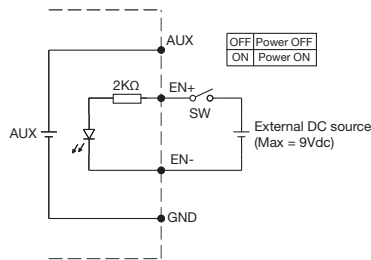 AUX
OFF Power OFF
ON Power ON
2KΩ
EN+
SW
AUX
External DC source
(Max = 9Vdc)
EN-
GND